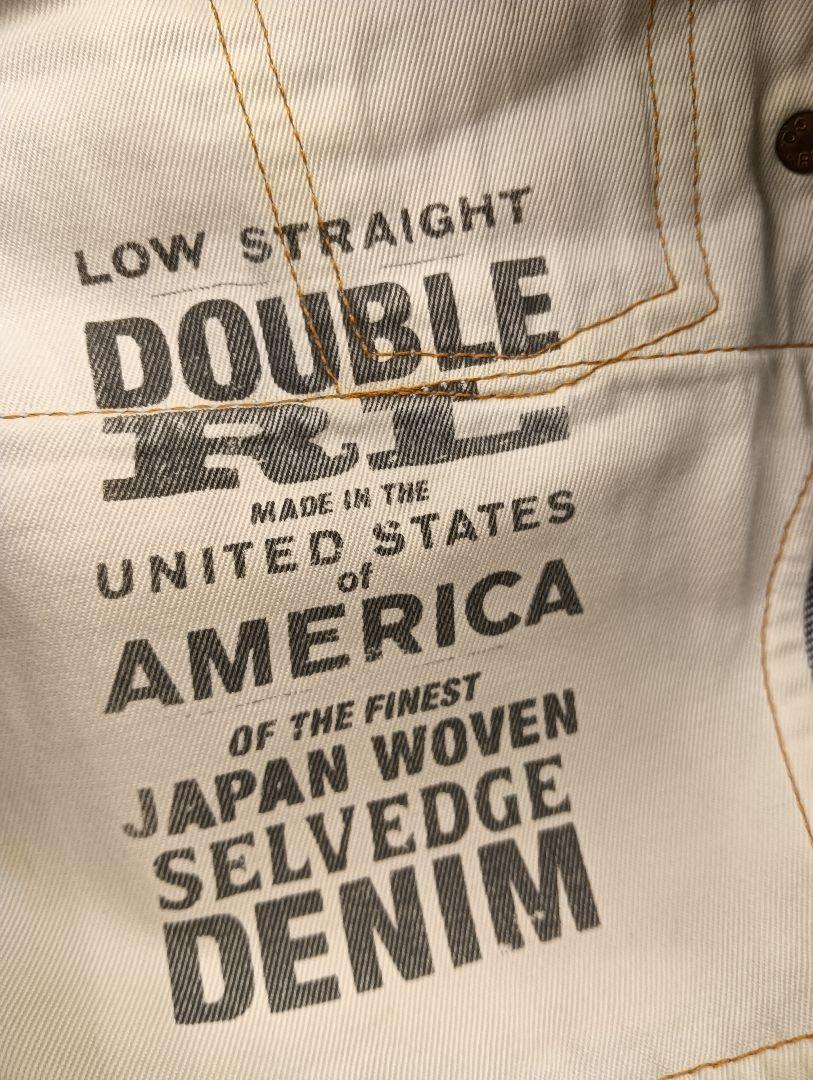 LOW STRAIGHT
DOUBLE
RL
MADE IN THE
UNITED STATES
of
AMERICA
OF THE FINEST
JAPAN WOVEN
SELVEDGE
DENIM